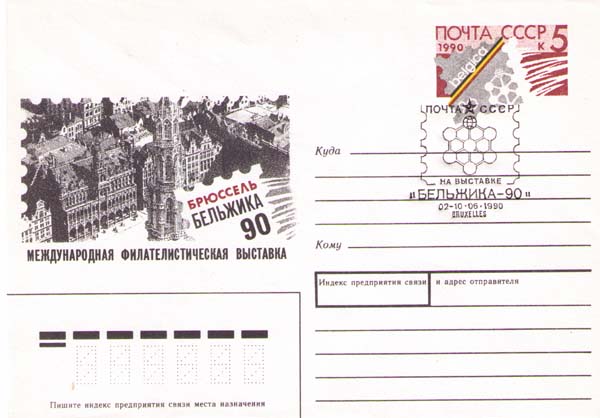 ПОЧТА СССР
1990 К 5
belgica
ПОЧТА СССР
НА ВЫСТАВКЕ
"БЕЛЬЖИКА-90"
02-10-06-1990
BRUXELLES
БРЮССЕЛЬ
БЕЛЬЖИКА
90
МЕЖДУНАРОДНАЯ ФИЛАТЕЛИСТИЧЕСКАЯ ВЫСТАВКА
Куда
Кому
Индекс предприятия связи и адрес отправителя
Пишите индекс предприятия связи места назначения